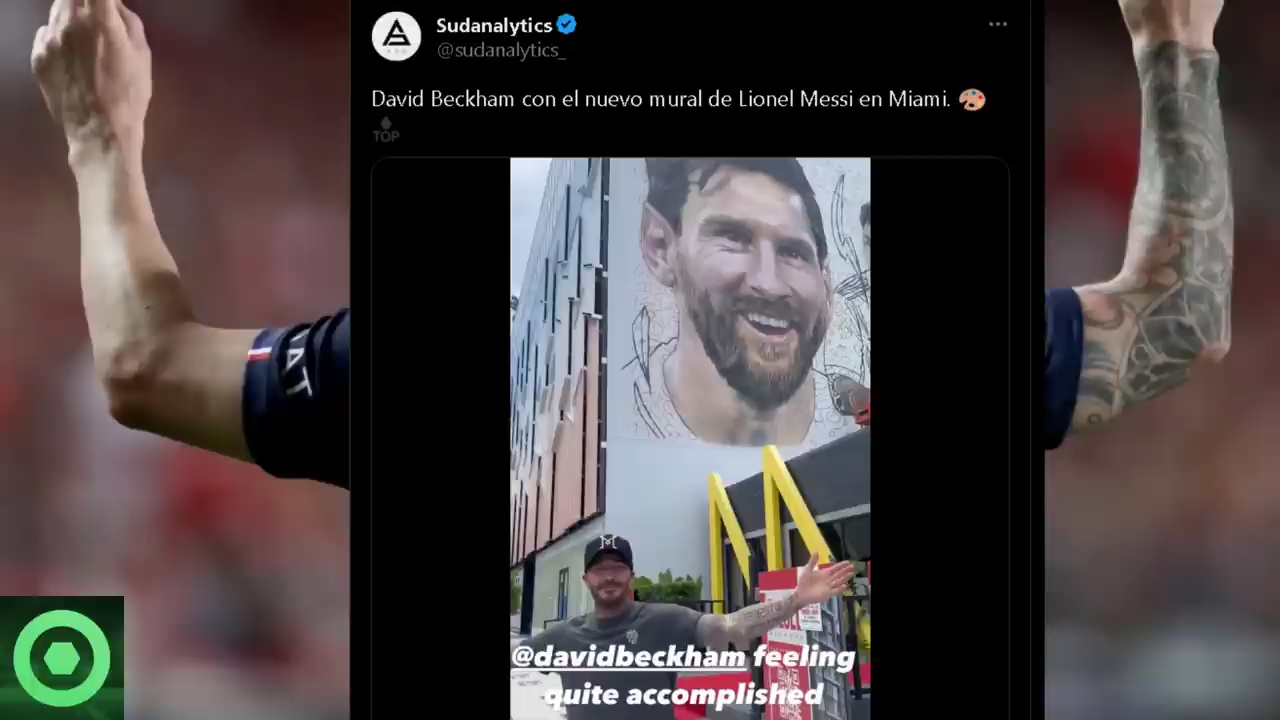 Sudanalytics
@sudanalytics_
David Beckham con el nuevo mural de Lionel Messi en Miami. 🎨
TOP
@davidbeckham feeling
quite accomplished